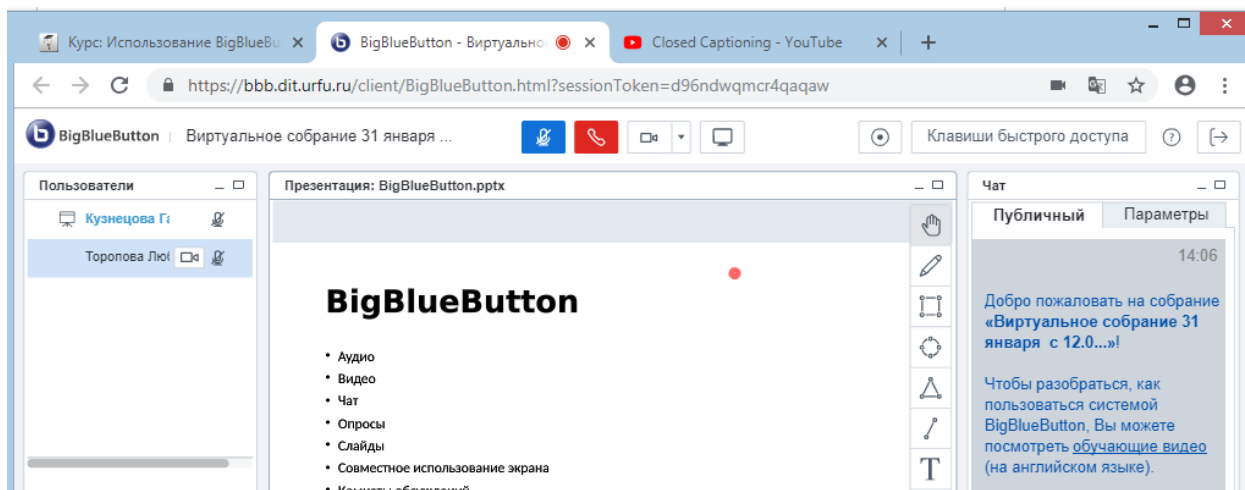 Курс: Использование BigBlueBu
BigBlueButton - Виртуально
Closed Captioning - YouTube
https://bbb.dit.urfu.ru/client/BigBlueButton.html?sessionToken=d96ndwqmcr4qaqaw
BigBlueButton
Виртуальное собрание 31 января ...
Клавиши быстрого доступа
Пользователи
Кузнецова Га
Торопова Люб
Презентация: BigBlueButton.pptx
BigBlueButton
• Аудио
• Видео
• Чат
• Опросы
• Слайды
• Совместное использование экрана
• Комнаты обсуждений
T
Чат
Публичный
Параметры
14:06
Добро пожаловать на собрание
«Виртуальное собрание 31
января с 12.0...»!
Чтобы разобраться, как
пользоваться системой
BigBlueButton, Вы можете
посмотреть обучающие видео
(на английском языке).